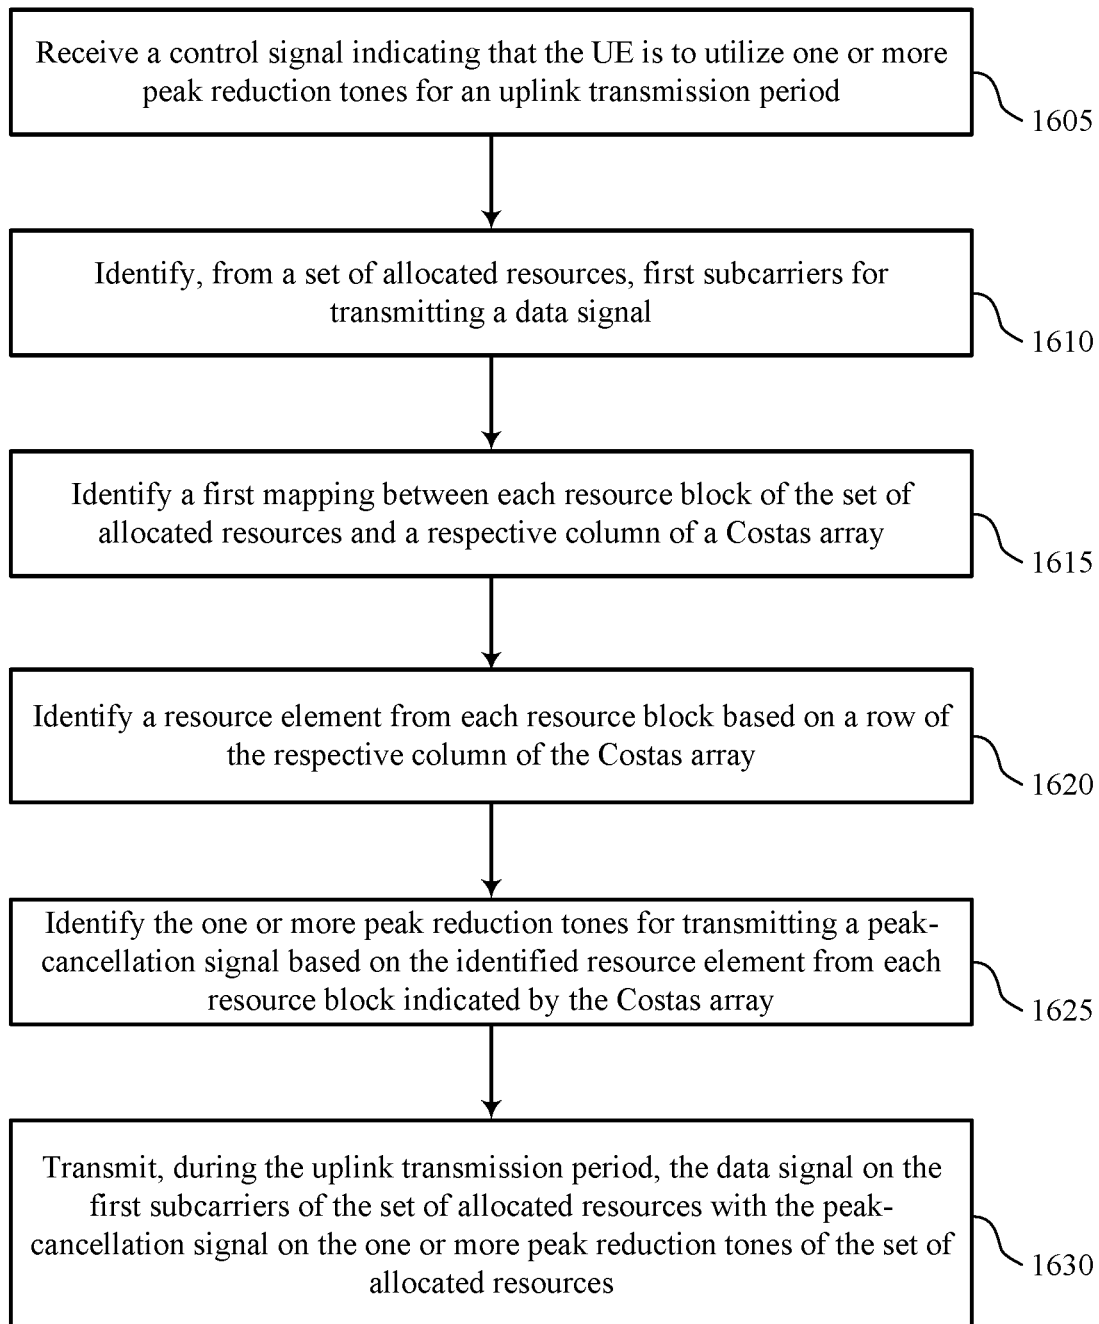 Receive a control signal indicating that the UE is to utilize one or more
peak reduction tones for an uplink transmission period
1605
Identify, from a set of allocated resources, first subcarriers for
transmitting a data signal
1610
Identify a first mapping between each resource block of the set of
allocated resources and a respective column of a Costas array
1615
Identify a resource element from each resource block based on a row of
the respective column of the Costas array
1620
Identify the one or more peak reduction tones for transmitting a peak-
cancellation signal based on the identified resource element from each
resource block indicated by the Costas array
1625
Transmit, during the uplink transmission period, the data signal on the
first subcarriers of the set of allocated resources with the peak-
cancellation signal on the one or more peak reduction tones of the set of
allocated resources
1630